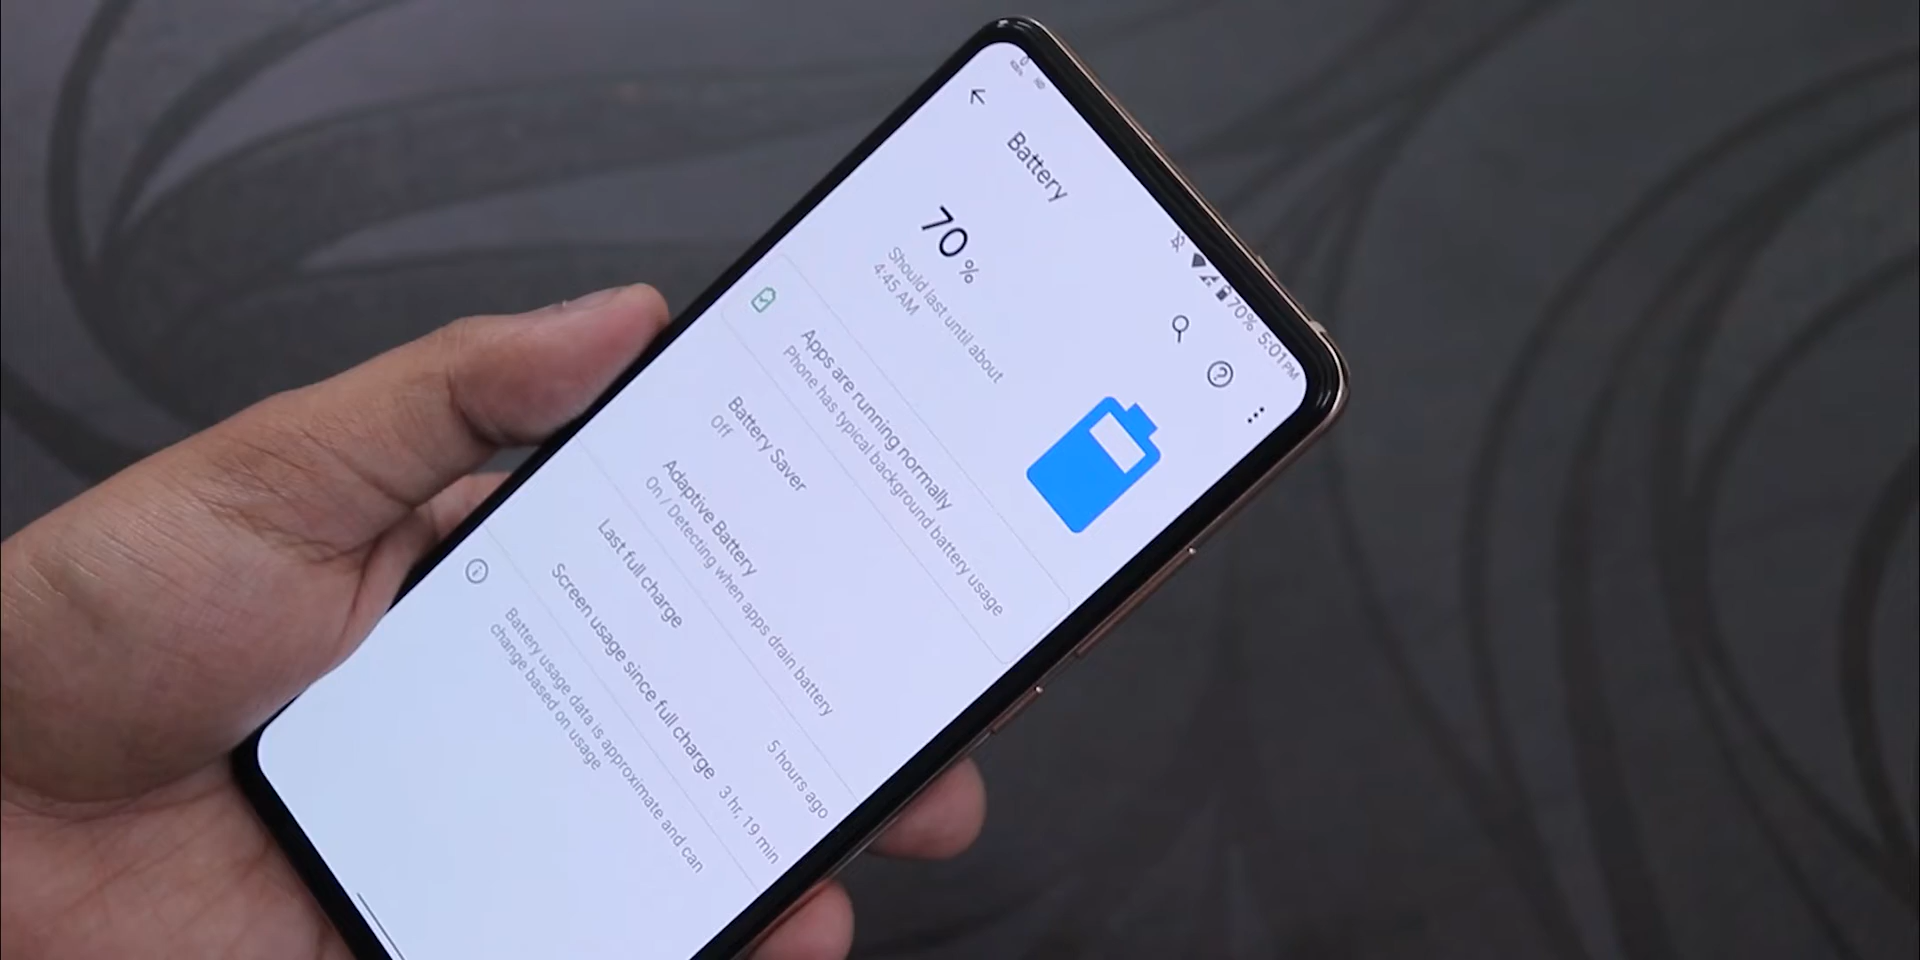 70% 5:01 PM
Battery
70 %
Should last until about
4:45 AM
Apps are running normally
Phone has typical background battery usage
Battery Saver
Off
Adaptive Battery
On / Detecting when apps drain battery
Last full charge
5 hours ago
Screen usage since full charge
3 hr, 19 min
Battery usage data is approximate and can
change based on usage